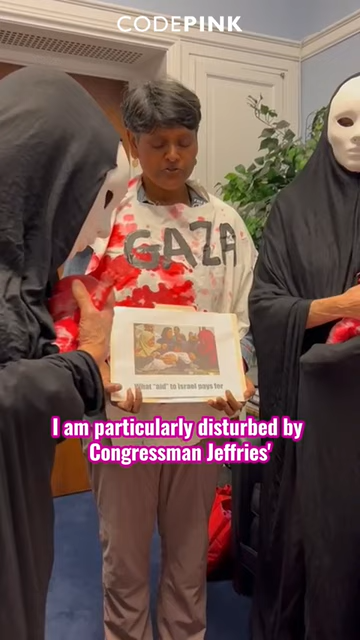 CODEPINK
GAZA
What "aid" to Israel pays for
I am particularly disturbed by
Congressman Jeffries'